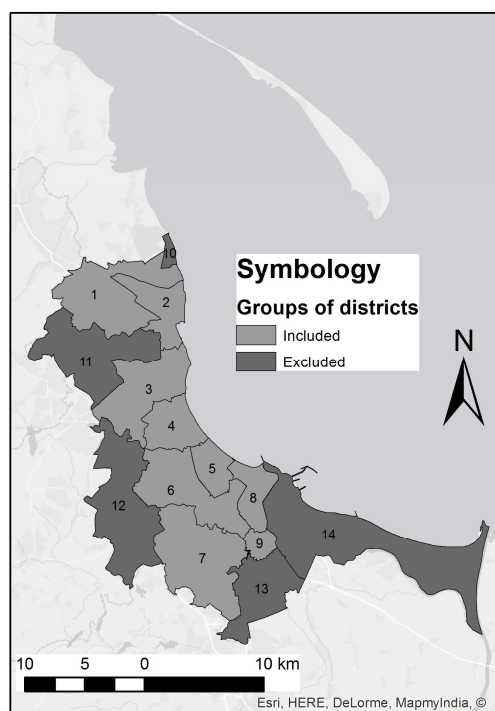 10
1
2
Symbology
Groups of districts
Included
Excluded
N
11
3
4
5
6
8
12
14
9
7
13
10 5 0 10 km
Esri, HERE, DeLorme, MapmyIndia, ©